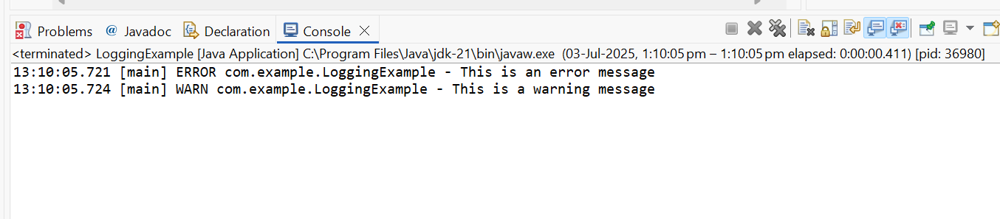 Problems @ Javadoc Declaration Console
<terminated> LoggingExample [Java Application] C:\Program Files\Java\jdk-21\bin\javaw.exe (03-Jul-2025, 1:10:05 pm – 1:10:05 pm elapsed: 0:00:00.411) [pid: 36980]
13:10:05.721 [main] ERROR com.example.LoggingExample - This is an error message
13:10:05.724 [main] WARN com.example.LoggingExample - This is a warning message